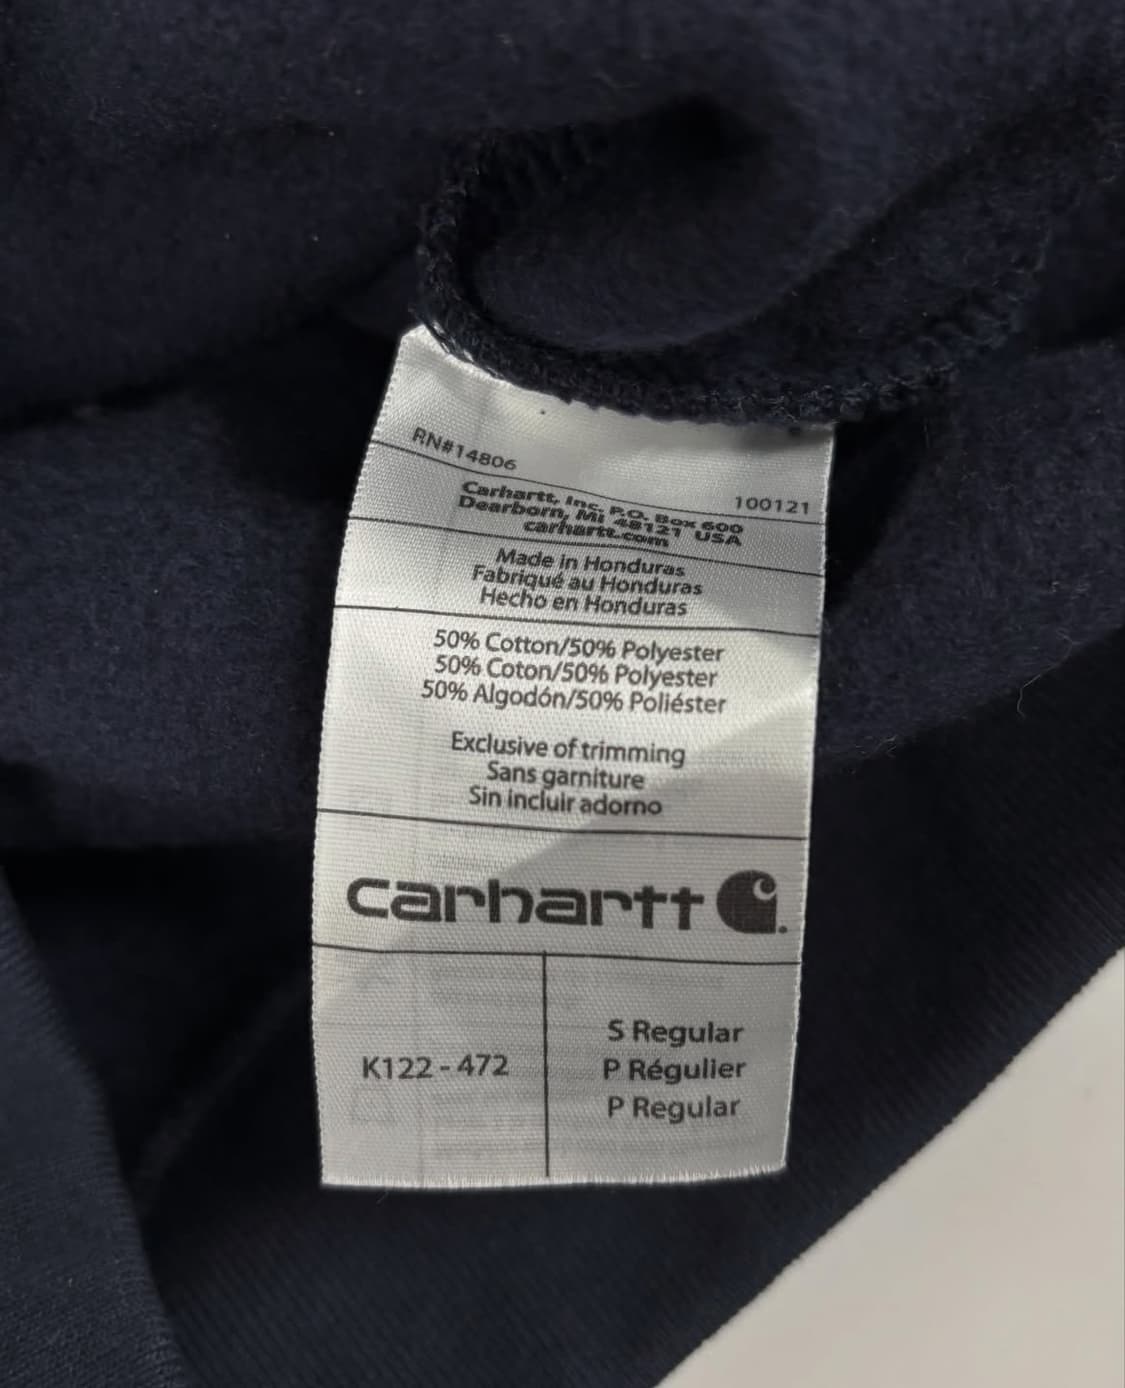 RN#14806
100121
Carhartt, Inc. P.O. Box 600
Dearborn, Mi 48121 USA
carhartt.com
Made in Honduras
Fabriqué au Honduras
Hecho en Honduras
50% Cotton/50% Polyester
50% Coton/50% Polyester
50% Algodón/50% Poliéster
Exclusive of trimming
Sans garniture
Sin incluir adorno
carhartt
K122 - 472
S Regular
P Régulier
P Regular